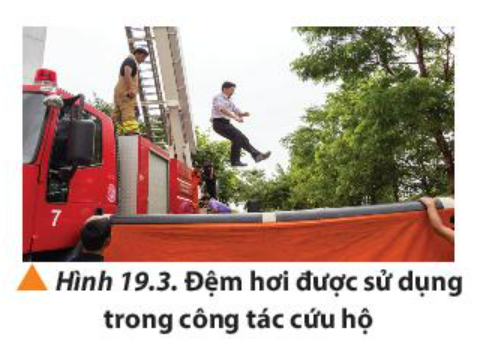 7
Hình 19.3. Đệm hơi được sử dụng
trong công tác cứu hộ